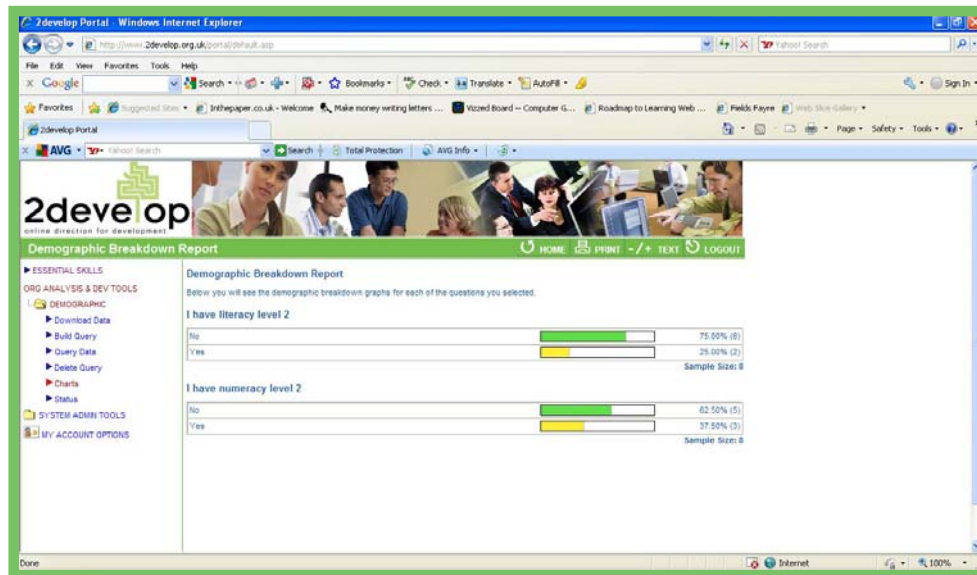 2develop Portal - Windows Internet Explorer
http://www.2develop.org.uk/portal/default.asp
Yahoo! Search
File Edit View Favorites Tools Help
x Google Search Bookmarks Check Translate AutoFill Sign In
Favorites Suggested Sites Inthepaper.co.uk - Welcome Make money writing letters ... Vizzed Board -- Computer G... Roadmap to Learning Web ... Fields Fayre Web Slice Gallery
2develop Portal
Page Safety Tools
x AVG Yahoo! Search Search Total Protection AVG Info
2develop
online direction for development
Demographic Breakdown Report
HOME PRINT -/+ TEXT LOGOUT
ESSENTIAL SKILLS
ORG ANALYSIS & DEV TOOLS
DEMOGRAPHIC
Download Data
Build Query
Query Data
Delete Query
Charts
Status
SYSTEM ADMIN TOOLS
MY ACCOUNT OPTIONS
Demographic Breakdown Report
Below you will see the demographic breakdown graphs for each of the questions you selected.
I have literacy level 2
No 75.00% (6)
Yes 25.00% (2)
Sample Size: 8
I have numeracy level 2
No 62.50% (5)
Yes 37.50% (3)
Sample Size: 8
Done Internet 100%